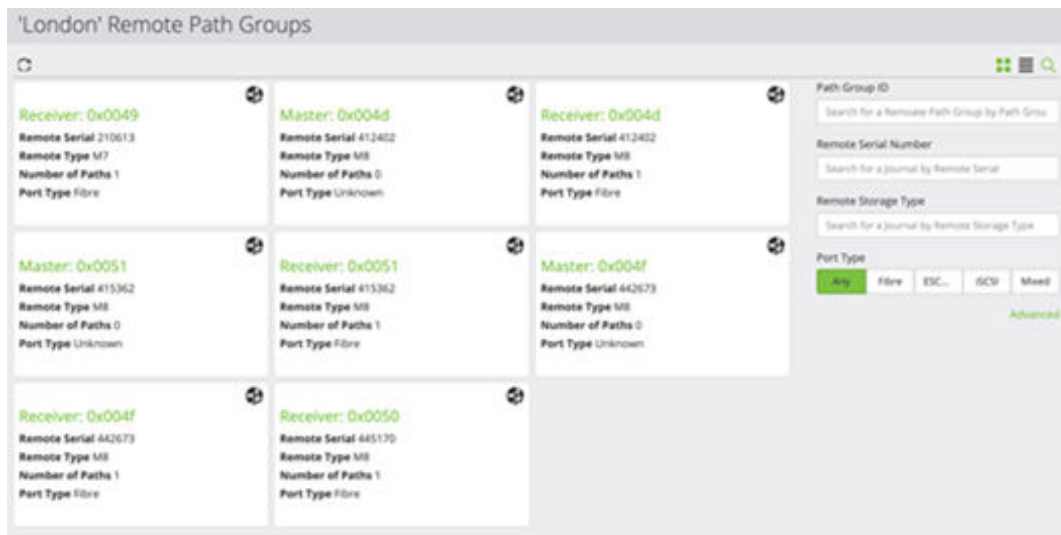 'London' Remote Path Groups
Receiver: 0x0049
Remote Serial 210613
Remote Type M7
Number of Paths 1
Port Type Fibre
Master: 0x004d
Remote Serial 412402
Remote Type M8
Number of Paths 0
Port Type Unknown
Receiver: 0x004d
Remote Serial 412402
Remote Type M8
Number of Paths 1
Port Type Fibre
Master: 0x0051
Remote Serial 415362
Remote Type M8
Number of Paths 0
Port Type Unknown
Receiver: 0x0051
Remote Serial 415362
Remote Type M8
Number of Paths 1
Port Type Fibre
Master: 0x004f
Remote Serial 442673
Remote Type M8
Number of Paths 0
Port Type Unknown
Receiver: 0x004f
Remote Serial 442673
Remote Type M8
Number of Paths 1
Port Type Fibre
Receiver: 0x0050
Remote Serial 445170
Remote Type M8
Number of Paths 1
Port Type Fibre
Path Group ID
Search for a Remote Path Group by Path Grou
Remote Serial Number
Search for a Journal by Remote Serial
Remote Storage Type
Search for a Journal by Remote Storage Type
Port Type
Any Fibre ESC... iSCSI Mixed
Advanced